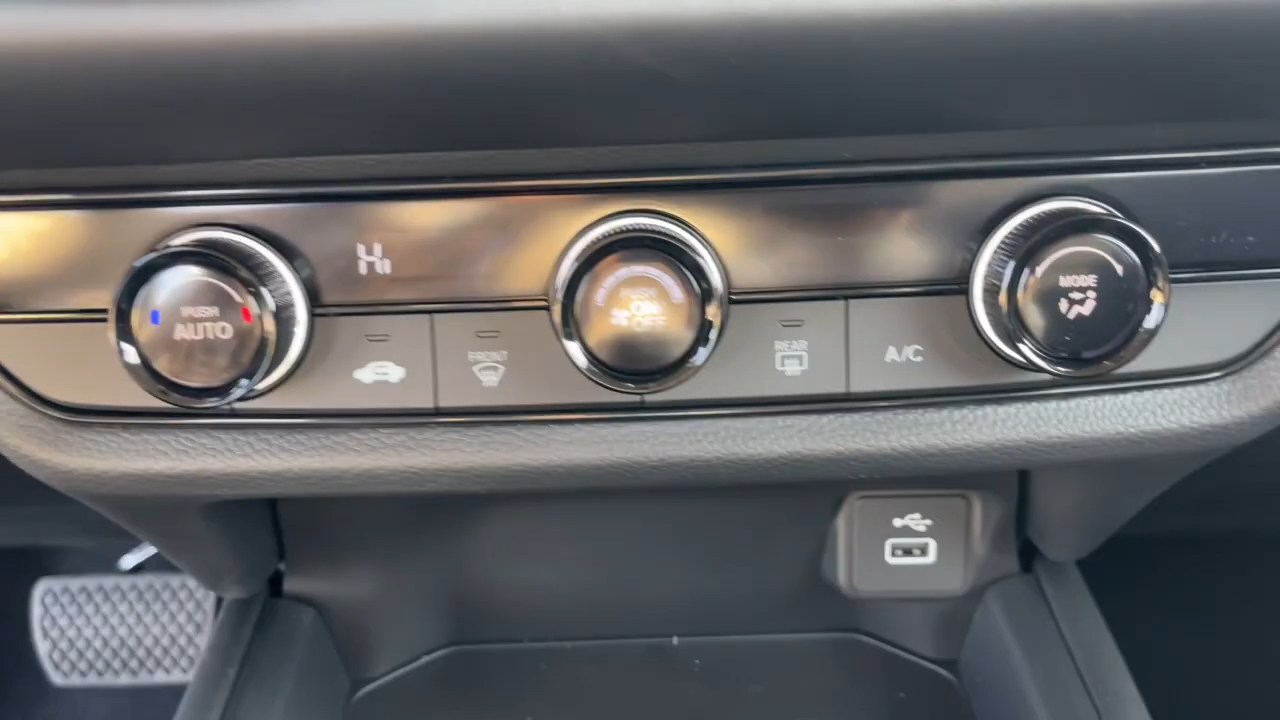 PUSH
AUTO
Hi
FRONT
PUSH
ON
OFF
REAR
A/C
MODE